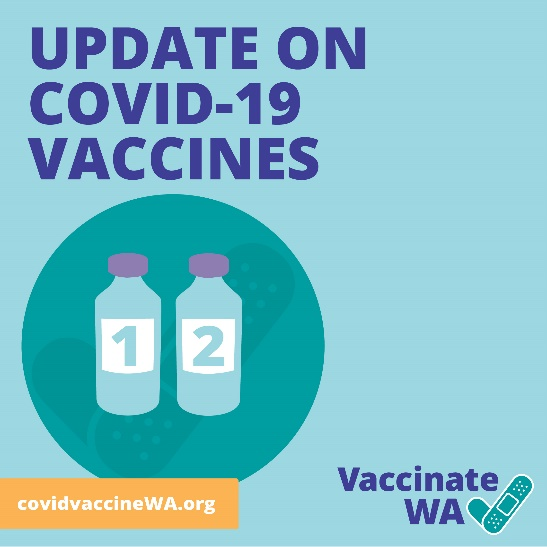 UPDATE ON
COVID-19
VACCINES
1 2
covidvaccineWA.org
Vaccinate
WA